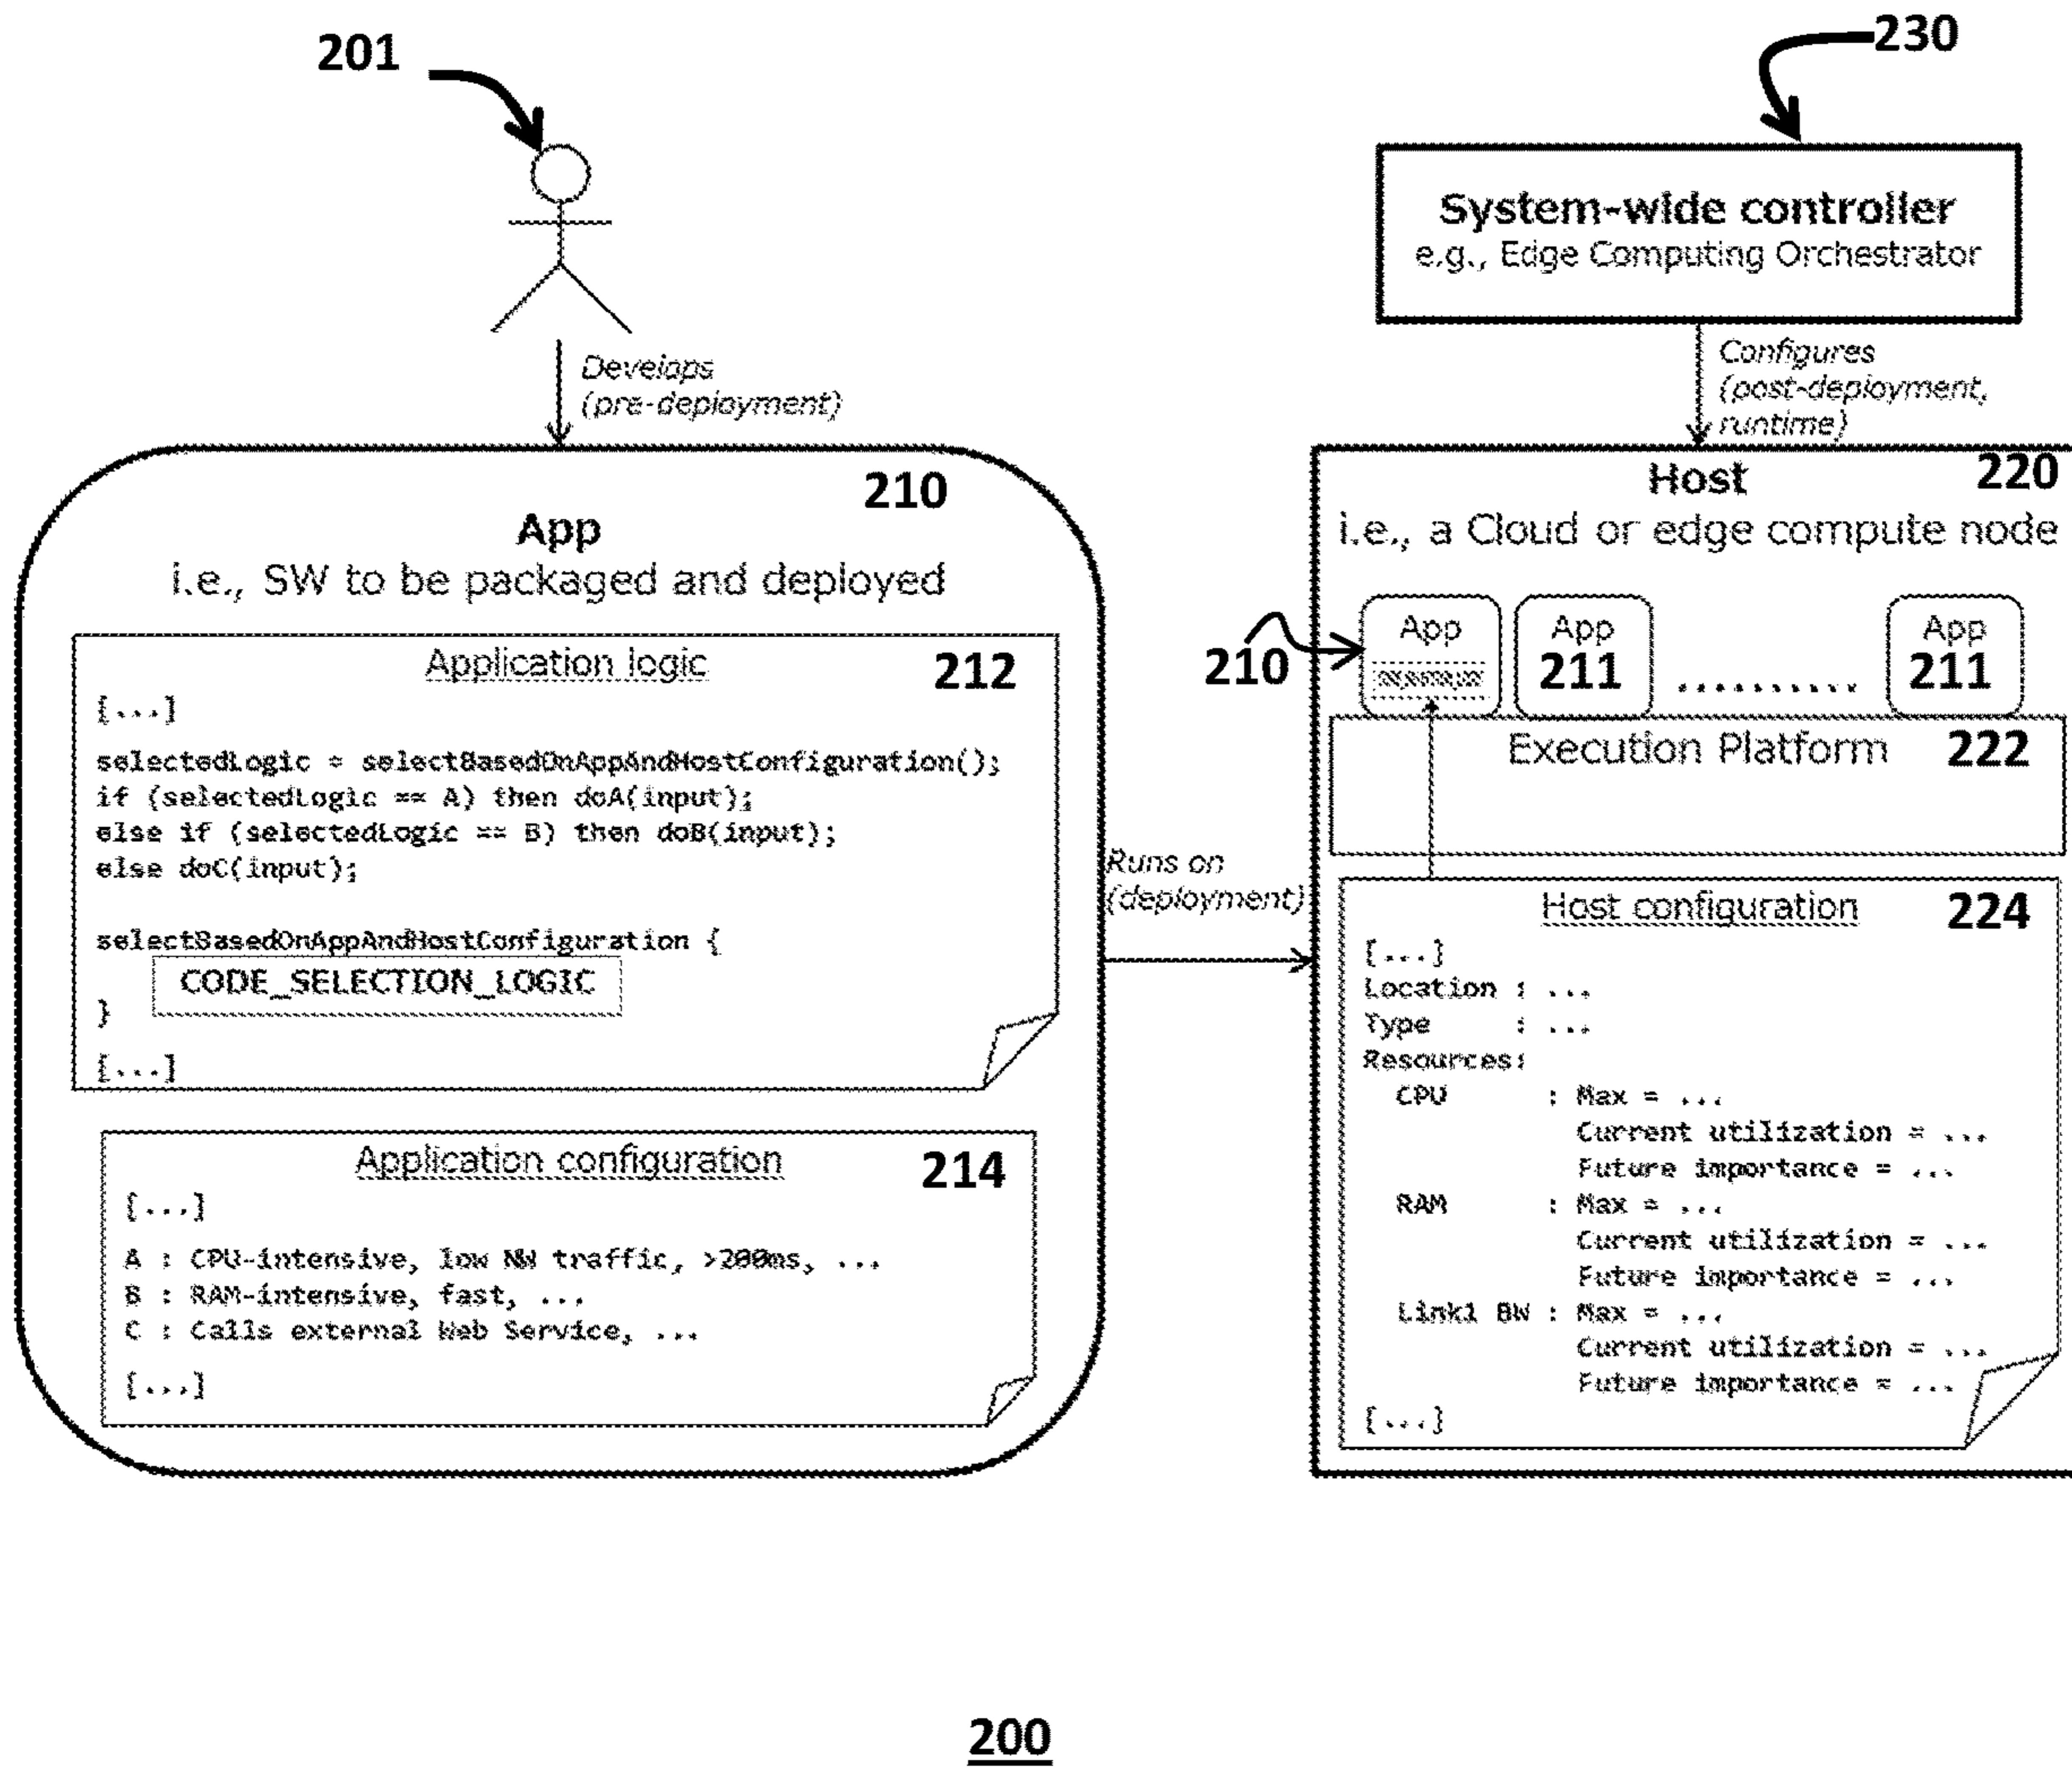 201
230
System-wide controller
e.g., Edge Computing Orchestrator
Develops
(pre-deployment)
Configures
(post-deployment,
runtime)
210
App
i.e., SW to be packaged and deployed
Application logic 212
[...]
selectedLogic = selectBasedOnAppAndHostConfiguration();
if (selectedLogic == A) then doA(input);
else if (selectedLogic == B) then doB(input);
else doC(input);
selectBasedOnAppAndHostConfiguration {
CODE_SELECTION_LOGIC
}
[...]
Application configuration 214
[...]
A : CPU-intensive, low NW traffic, >200ms, ...
B : RAM-intensive, fast, ...
C : Calls external Web Service, ...
[...]
Runs on
(deployment)
Host 220
i.e., a Cloud or edge compute node
210
App
App
211
..........
App
211
Execution Platform 222
Host configuration 224
[...]
Location : ...
Type : ...
Resources:
CPU : Max = ...
Current utilization = ...
Future importance = ...
RAM : Max = ...
Current utilization = ...
Future importance = ...
Link1 BW : Max = ...
Current utilization = ...
Future importance = ...
[...]
200